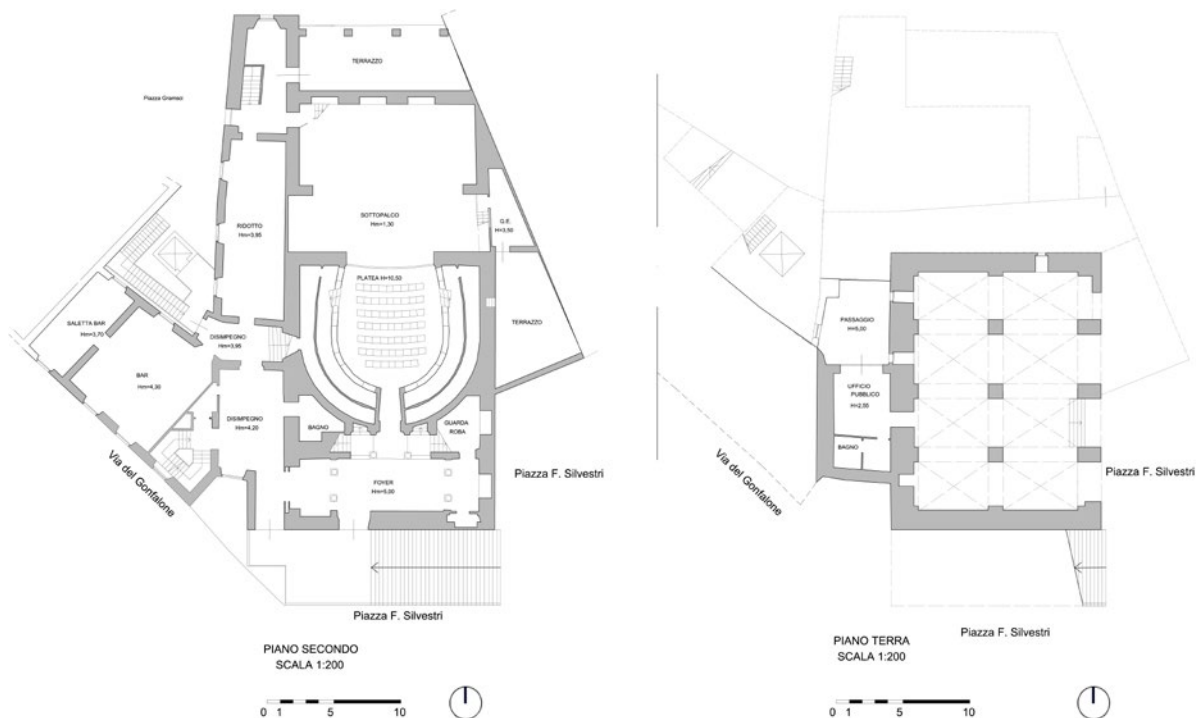 TERRAZZO
Piazza Gramsci
RIDOTTO
Hm=3,95
SOTTOPALCO
Hm=1,30
G.E.
H=3,50
PLATEA H=10,53
SALETTA BAR
Hm=3,70
DISIMPEGNO
Hm=3,95
TERRAZZO
BAR
Hm=4,30
DISIMPEGNO
Hm=4,20
BAGNO
GUARDA
ROBA
Via del Gonfalone
FOYER
Hm=5,00
Piazza F. Silvestri
Piazza F. Silvestri
PIANO SECONDO
SCALA 1:200
0 1 5 10
PASSAGGIO
H=5,00
UFFICIO
PUBBLICO
H=2,55
BAGNO
Via del Gonfalone
Piazza F. Silvestri
Piazza F. Silvestri
PIANO TERRA
SCALA 1:200
0 1 5 10